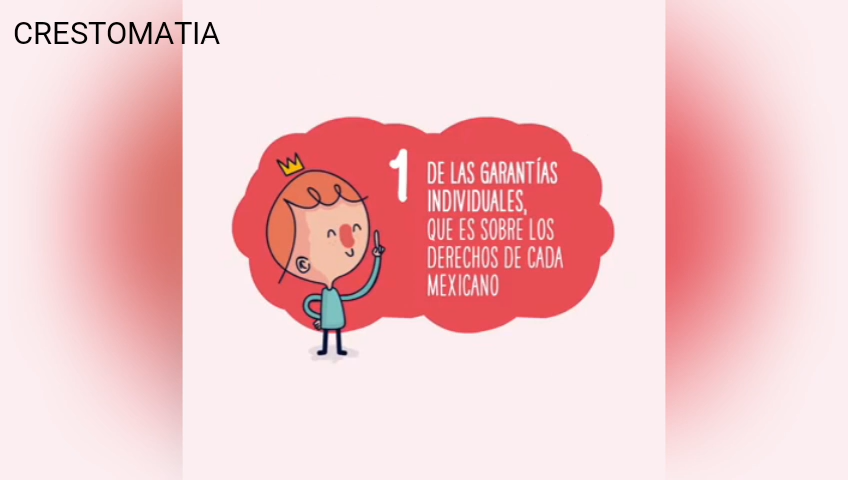 CRESTOMATIA
1 DE LAS GARANTÍAS
INDIVIDUALES,
QUE ES SOBRE LOS
DERECHOS DE CADA
MEXICANO